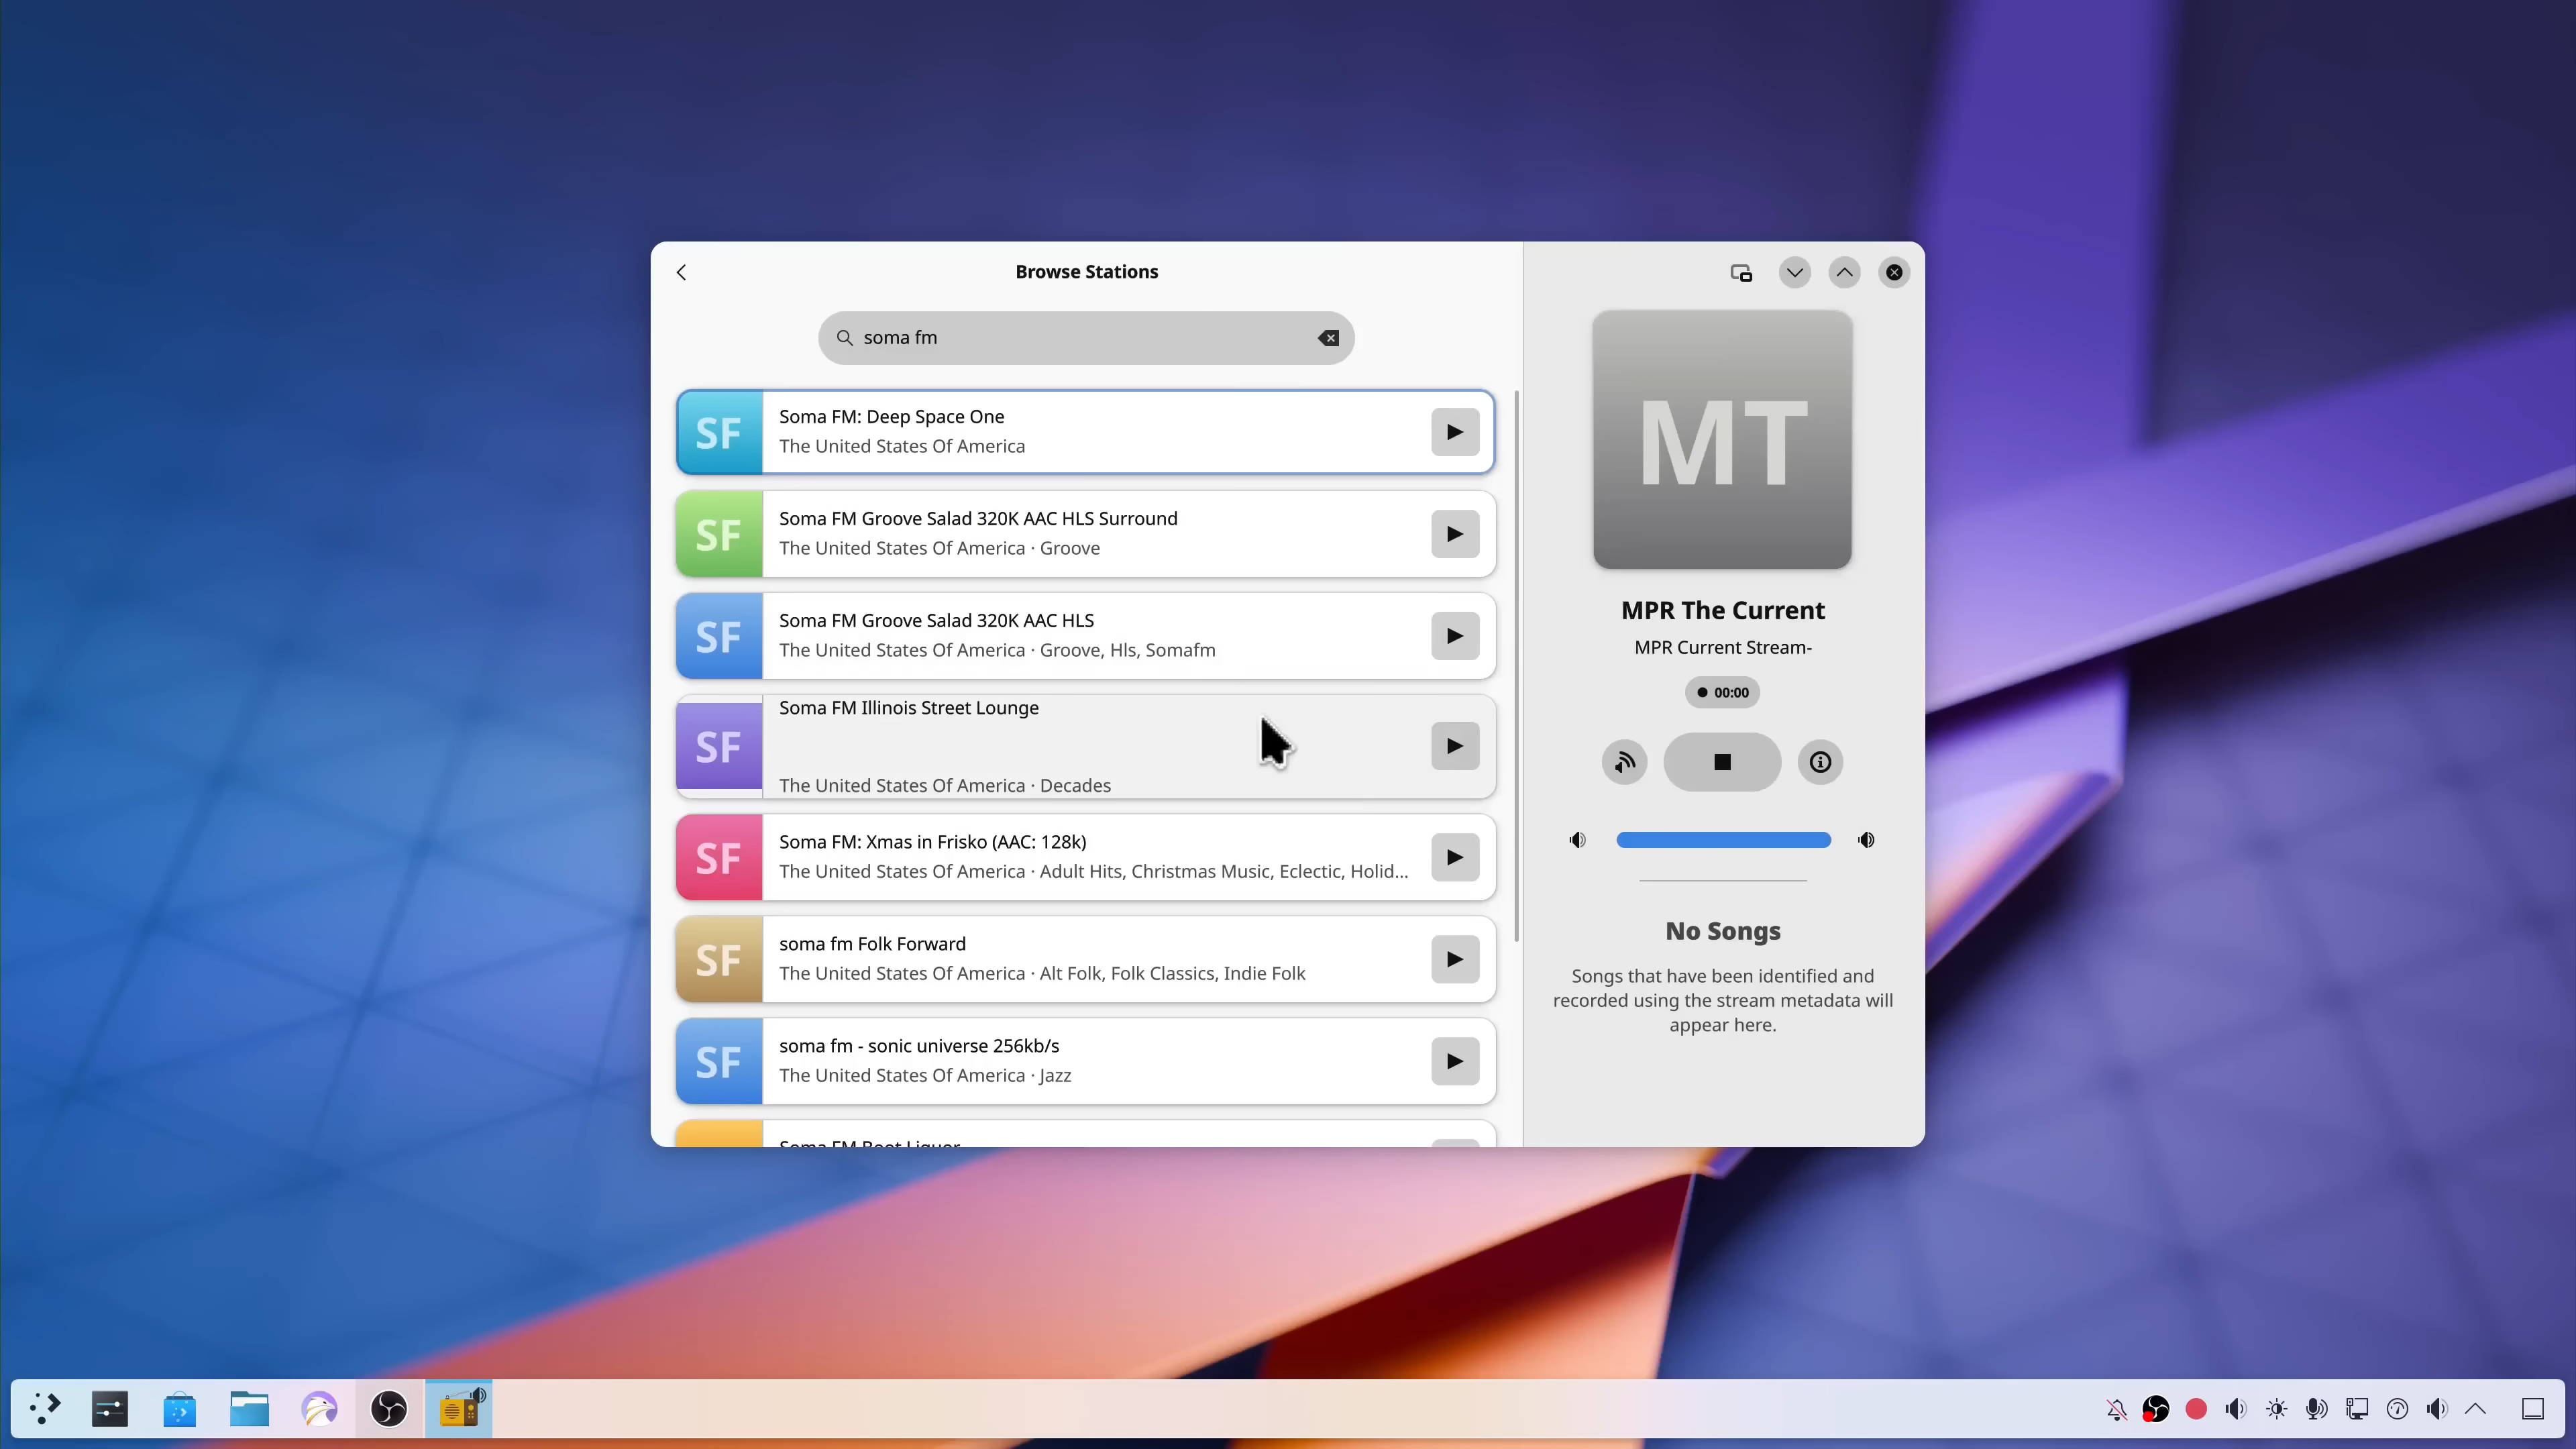 Browse Stations
soma fm
SF
Soma FM: Deep Space One
The United States Of America
SF
Soma FM Groove Salad 320K AAC HLS Surround
The United States Of America · Groove
SF
Soma FM Groove Salad 320K AAC HLS
The United States Of America · Groove, Hls, Somafm
SF
Soma FM Illinois Street Lounge
The United States Of America · Decades
SF
Soma FM: Xmas in Frisko (AAC: 128k)
The United States Of America · Adult Hits, Christmas Music, Eclectic, Holid...
SF
soma fm Folk Forward
The United States Of America · Alt Folk, Folk Classics, Indie Folk
SF
soma fm - sonic universe 256kb/s
The United States Of America · Jazz
Soma FM Boot Liquor
MT
MPR The Current
MPR Current Stream-
00:00
No Songs
Songs that have been identified and
recorded using the stream metadata will
appear here.